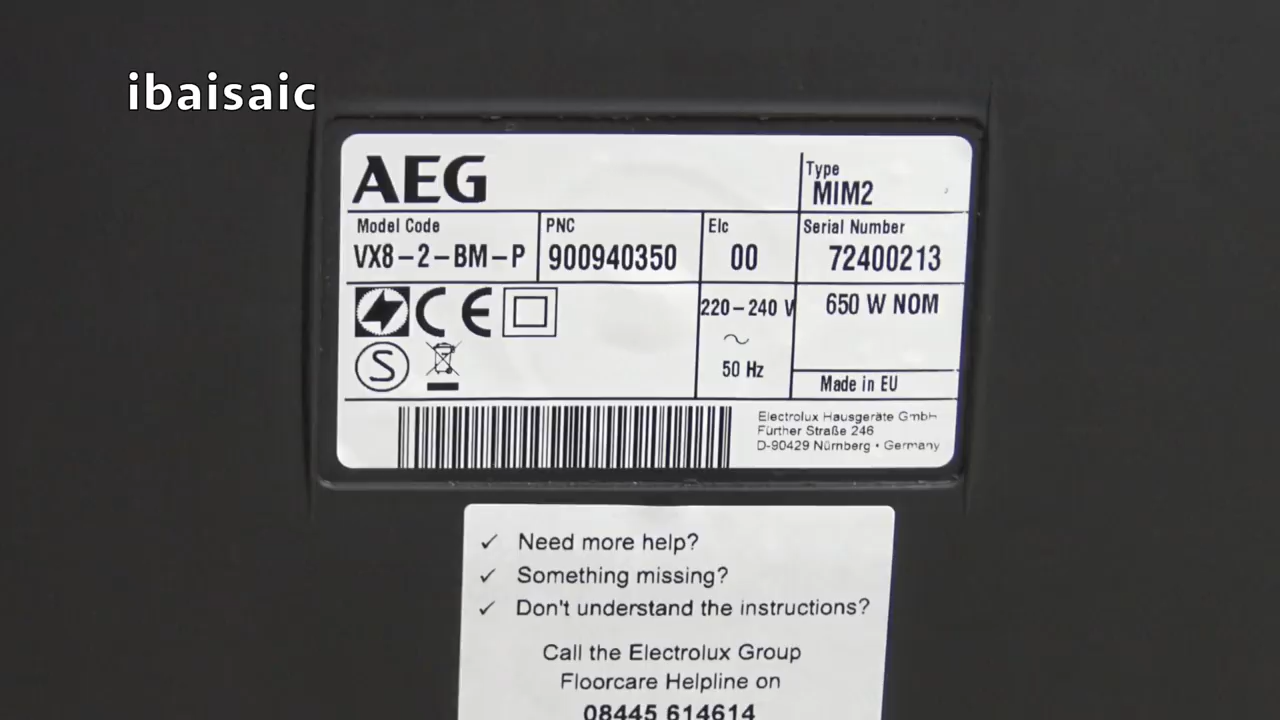 ibaisaic
AEG
Type
MIM2
Model Code
VX8-2-BM-P
PNC
900940350
Elc
00
Serial Number
72400213
220-240 V
~
50 Hz
650 W NOM
Made in EU
S
Electrolux Hausgeräte GmbH
Fürther Straße 246
D-90429 Nürnberg • Germany
✓ Need more help?
✓ Something missing?
✓ Don't understand the instructions?
Call the Electrolux Group
Floorcare Helpline on
08445 614614